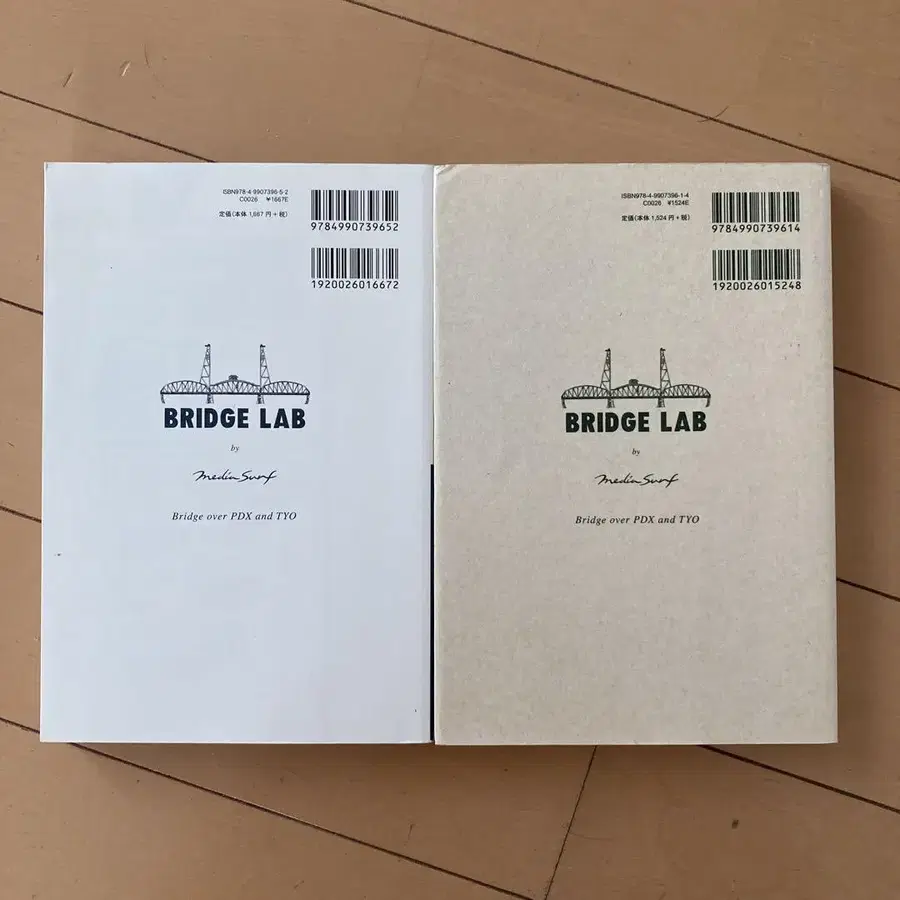 ISBN978-4-9907396-5-2
C0026 ¥1667E
定価(本体 1,667 円+税)
9784990739652
1920026016672
BRIDGE LAB
by
Media Surf
Bridge over PDX and TYO
ISBN978-4-9907396-1-4
C0026 ¥1524E
定価(本体 1,524 円+税)
9784990739614
1920026015248
BRIDGE LAB
by
Media Surf
Bridge over PDX and TYO